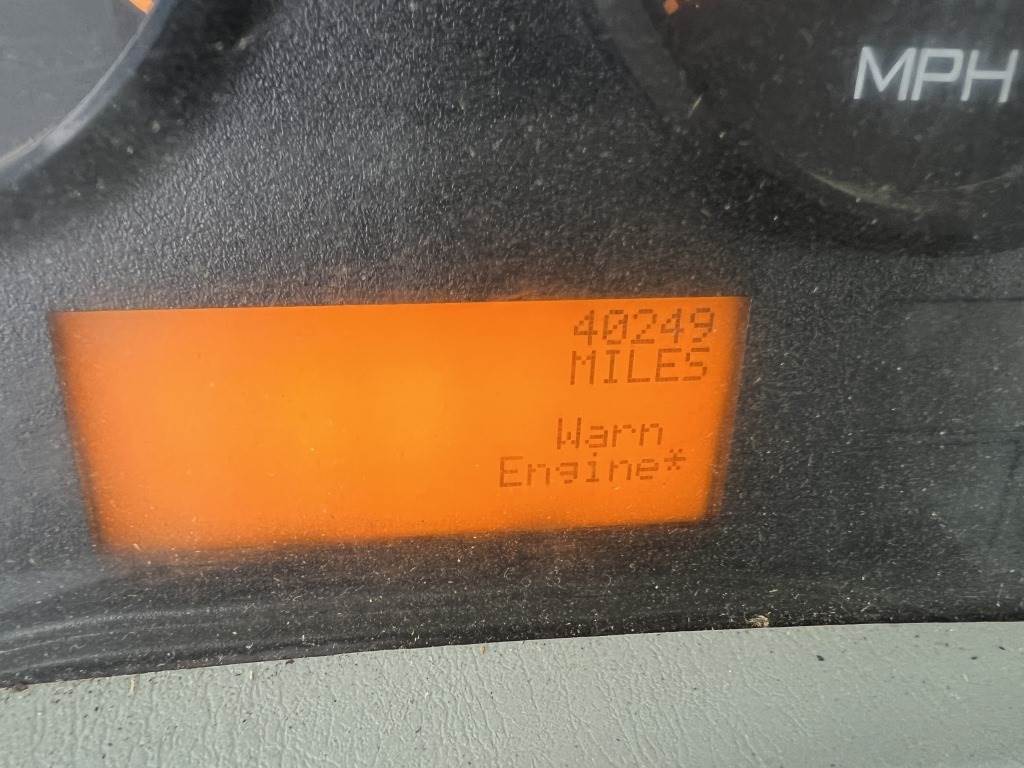 MPH
40249
MILES
Warn
Engine*